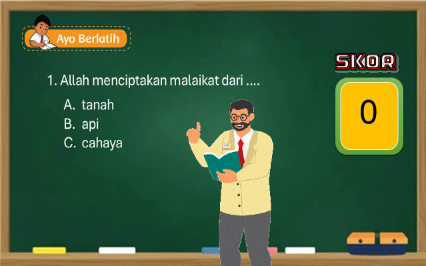 Ayo Berlatih
SKOR
1. Allah menciptakan malaikat dari ....
A. tanah
B. api
C. cahaya
0